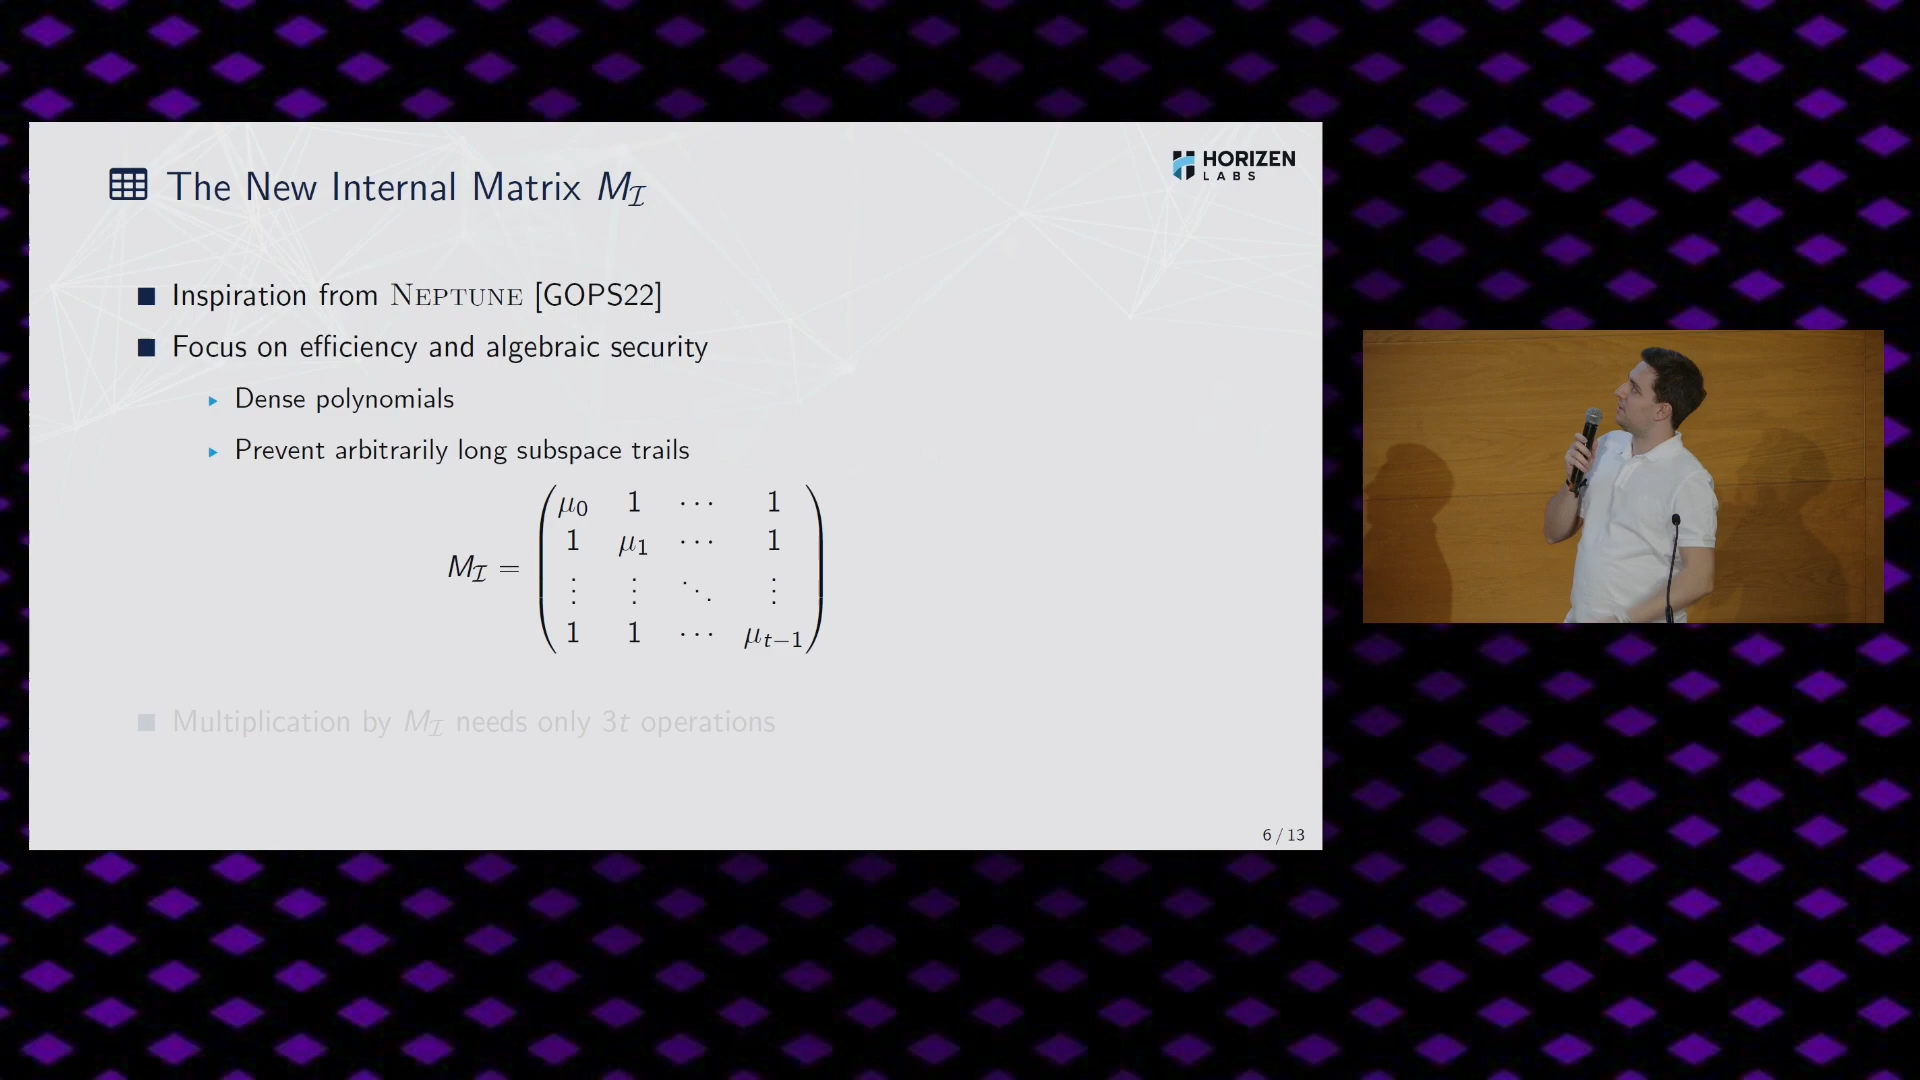 HORIZEN
LABS
The New Internal Matrix M_𝓘
Inspiration from NEPTUNE [GOPS22]
Focus on efficiency and algebraic security
Dense polynomials
Prevent arbitrarily long subspace trails
M_𝓘 = ( μ₀ 1 ⋯ 1
1 μ₁ ⋯ 1
⋮ ⋮ ⋱ ⋮
1 1 ⋯ μₜ₋₁ )
Multiplication by M_𝓘 needs only 3t operations
6 / 13